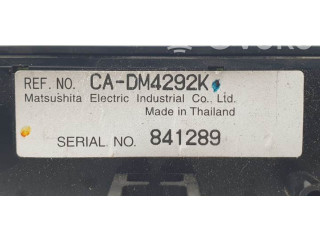 REF. NO. CA-DM4292K
Matsushita Electric Industrial Co., Ltd.
Made in Thailand
SERIAL NO. 841289